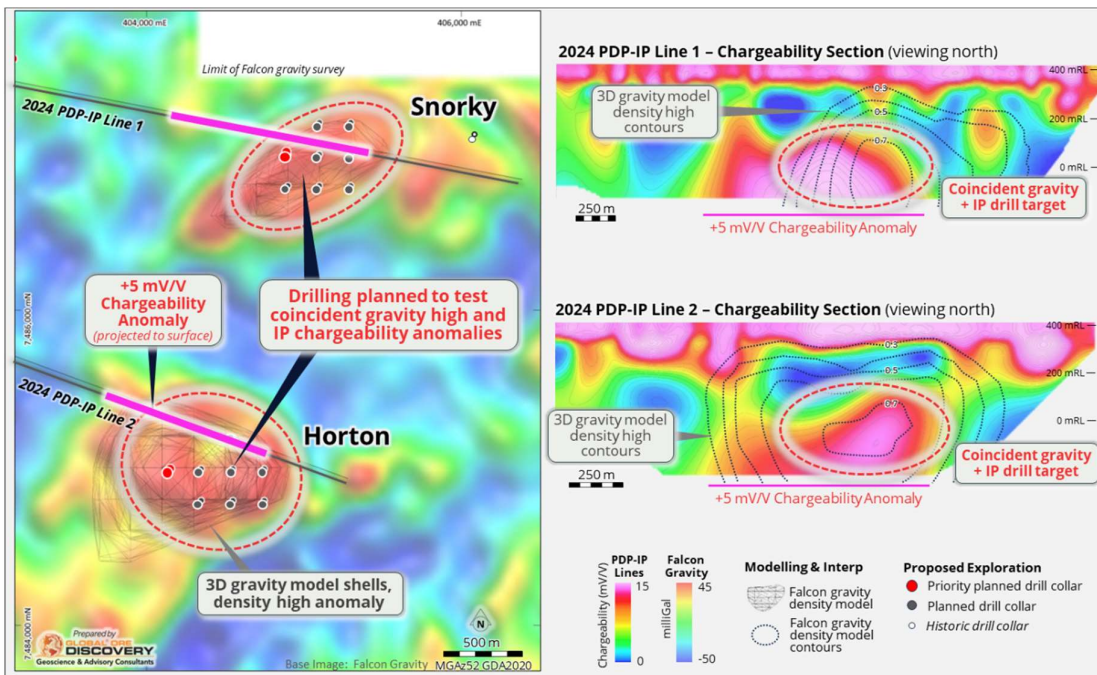 404,000 mE
406,000 mE
Limit of Falcon gravity survey
2024 PDP-IP Line 1
Snorky
7,486,000 mN
+5 mV/V
Chargeability
Anomaly
(projected to surface)
Drilling planned to test
coincident gravity high and
IP chargeability anomalies
2024 PDP-IP Line 2
Horton
3D gravity model shells,
density high anomaly
7,484,000 mN
Prepared by
GLOBAL ORE
DISCOVERY
Geoscience & Advisory Consultants
Base Image: Falcon Gravity
N
500 m
MGAz52 GDA2020
2024 PDP-IP Line 1 – Chargeability Section (viewing north)
400 mRL
200 mRL
0 mRL
3D gravity model
density high
contours
0.3
0.5
0.7
250 m
Coincident gravity
+ IP drill target
+5 mV/V Chargeability Anomaly
2024 PDP-IP Line 2 – Chargeability Section (viewing north)
400 mRL
200 mRL
0 mRL
0.3
0.5
0.7
3D gravity model
density high
contours
250 m
Coincident gravity
+ IP drill target
+5 mV/V Chargeability Anomaly
PDP-IP
Lines
Chargeability (mV/V)
15
0
Falcon
Gravity
milliGal
45
-50
Modelling & Interp
Falcon gravity
density model
Falcon gravity
density model
contours
Proposed Exploration
Priority planned drill collar
Planned drill collar
Historic drill collar